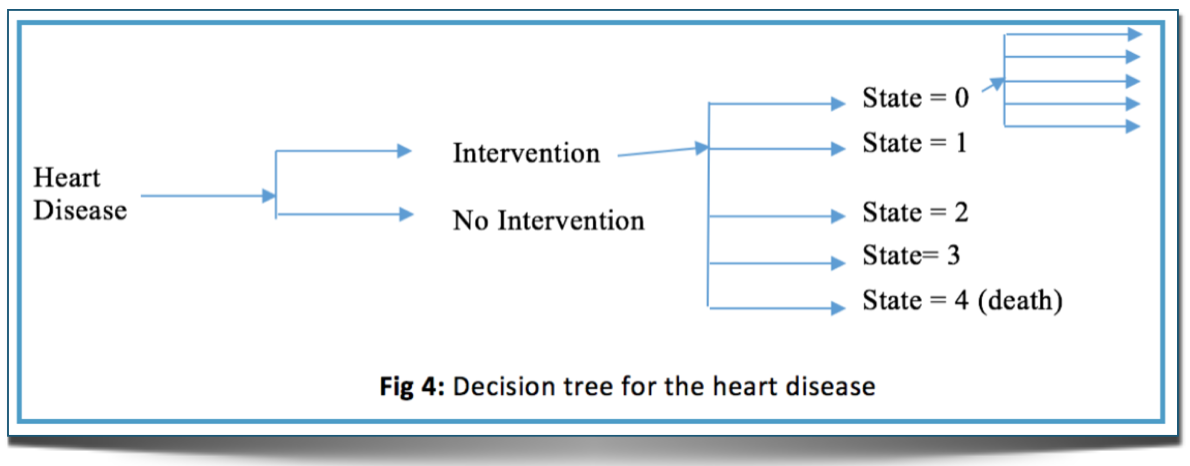 Heart
Disease
Intervention
No Intervention
State = 0
State = 1
State = 2
State= 3
State = 4 (death)
Fig 4: Decision tree for the heart disease